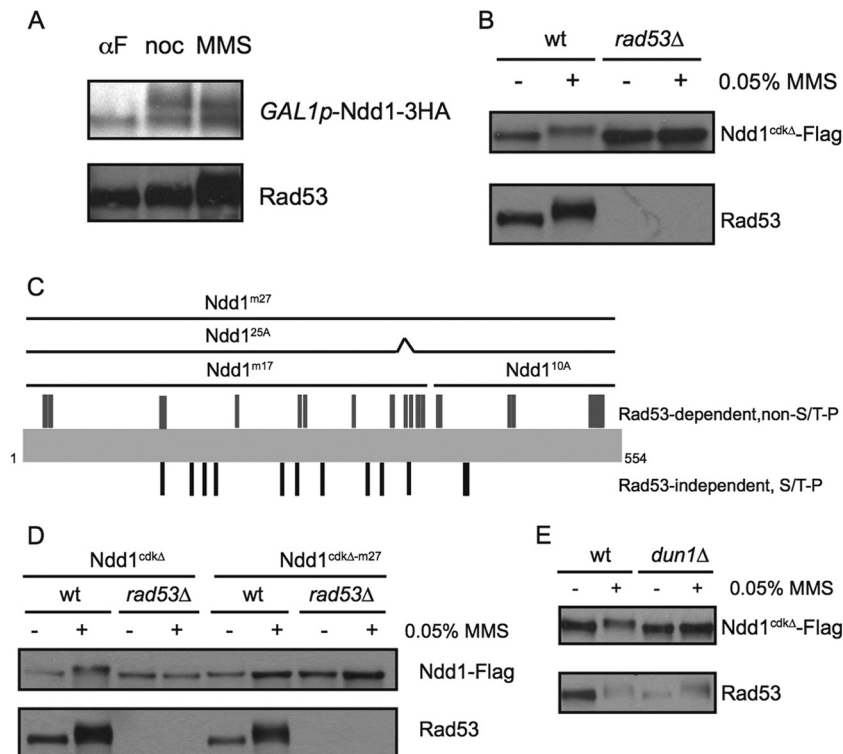 A
αF noc MMS
GAL1p-Ndd1-3HA
Rad53
B
wt rad53Δ
- + - + 0.05% MMS
Ndd1cdkΔ-Flag
Rad53
C
Ndd1m27
Ndd125A
Ndd1m17 Ndd110A
Rad53-dependent,non-S/T-P
1 554
Rad53-independent, S/T-P
D
Ndd1cdkΔ Ndd1cdkΔ-m27
wt rad53Δ wt rad53Δ
- + - + - + - + 0.05% MMS
Ndd1-Flag
Rad53
E
wt dun1Δ
- + - + 0.05% MMS
Ndd1cdkΔ-Flag
Rad53